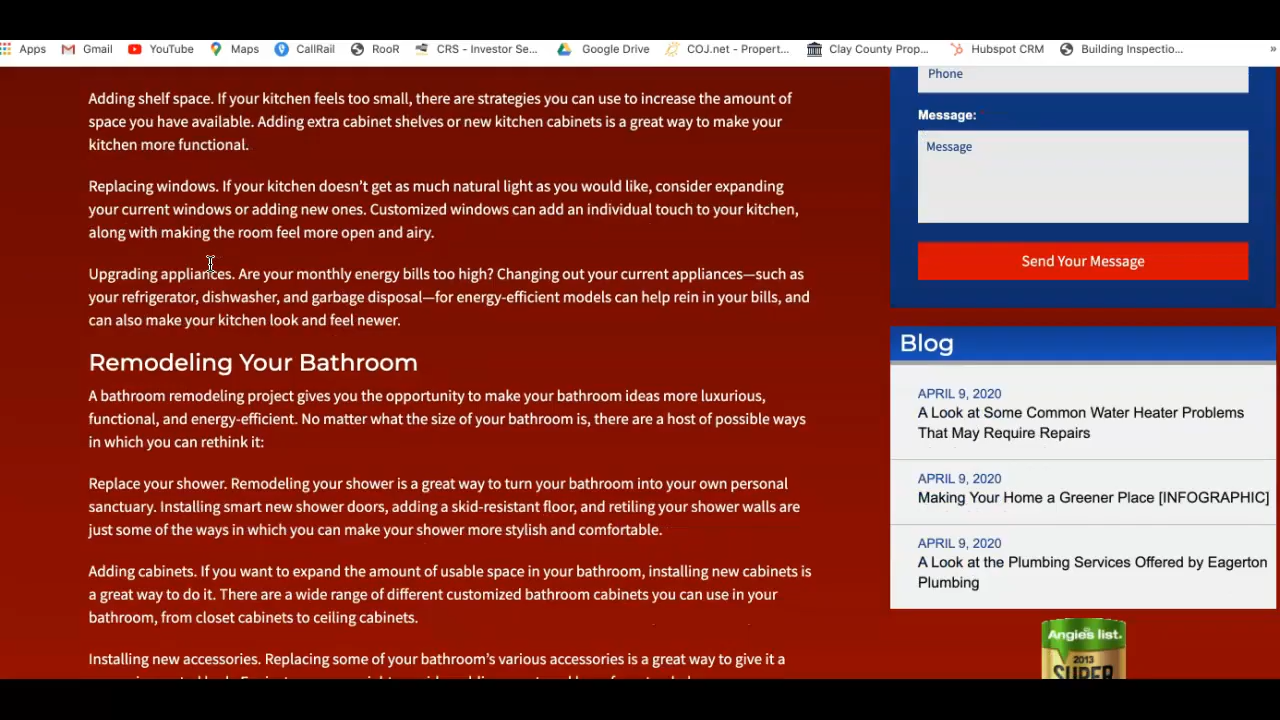 Apps
Gmail
YouTube
Maps
CallRail
RooR
CRS - Investor Se...
Google Drive
COJ.net - Propert...
Clay County Prop...
Hubspot CRM
Building Inspectio...
»
Adding shelf space. If your kitchen feels too small, there are strategies you can use to increase the amount of
space you have available. Adding extra cabinet shelves or new kitchen cabinets is a great way to make your
kitchen more functional.
Replacing windows. If your kitchen doesn’t get as much natural light as you would like, consider expanding
your current windows or adding new ones. Customized windows can add an individual touch to your kitchen,
along with making the room feel more open and airy.
Upgrading appliances. Are your monthly energy bills too high? Changing out your current appliances—such as
your refrigerator, dishwasher, and garbage disposal—for energy-efficient models can help rein in your bills, and
can also make your kitchen look and feel newer.
Remodeling Your Bathroom
A bathroom remodeling project gives you the opportunity to make your bathroom ideas more luxurious,
functional, and energy-efficient. No matter what the size of your bathroom is, there are a host of possible ways
in which you can rethink it:
Replace your shower. Remodeling your shower is a great way to turn your bathroom into your own personal
sanctuary. Installing smart new shower doors, adding a skid-resistant floor, and retiling your shower walls are
just some of the ways in which you can make your shower more stylish and comfortable.
Adding cabinets. If you want to expand the amount of usable space in your bathroom, installing new cabinets is
a great way to do it. There are a wide range of different customized bathroom cabinets you can use in your
bathroom, from closet cabinets to ceiling cabinets.
Installing new accessories. Replacing some of your bathroom’s various accessories is a great way to give it a
Phone
Message:
Message
Send Your Message
Blog
APRIL 9, 2020
A Look at Some Common Water Heater Problems
That May Require Repairs
APRIL 9, 2020
Making Your Home a Greener Place [INFOGRAPHIC]
APRIL 9, 2020
A Look at the Plumbing Services Offered by Eagerton
Plumbing
Angie's list.
2013
SUPER